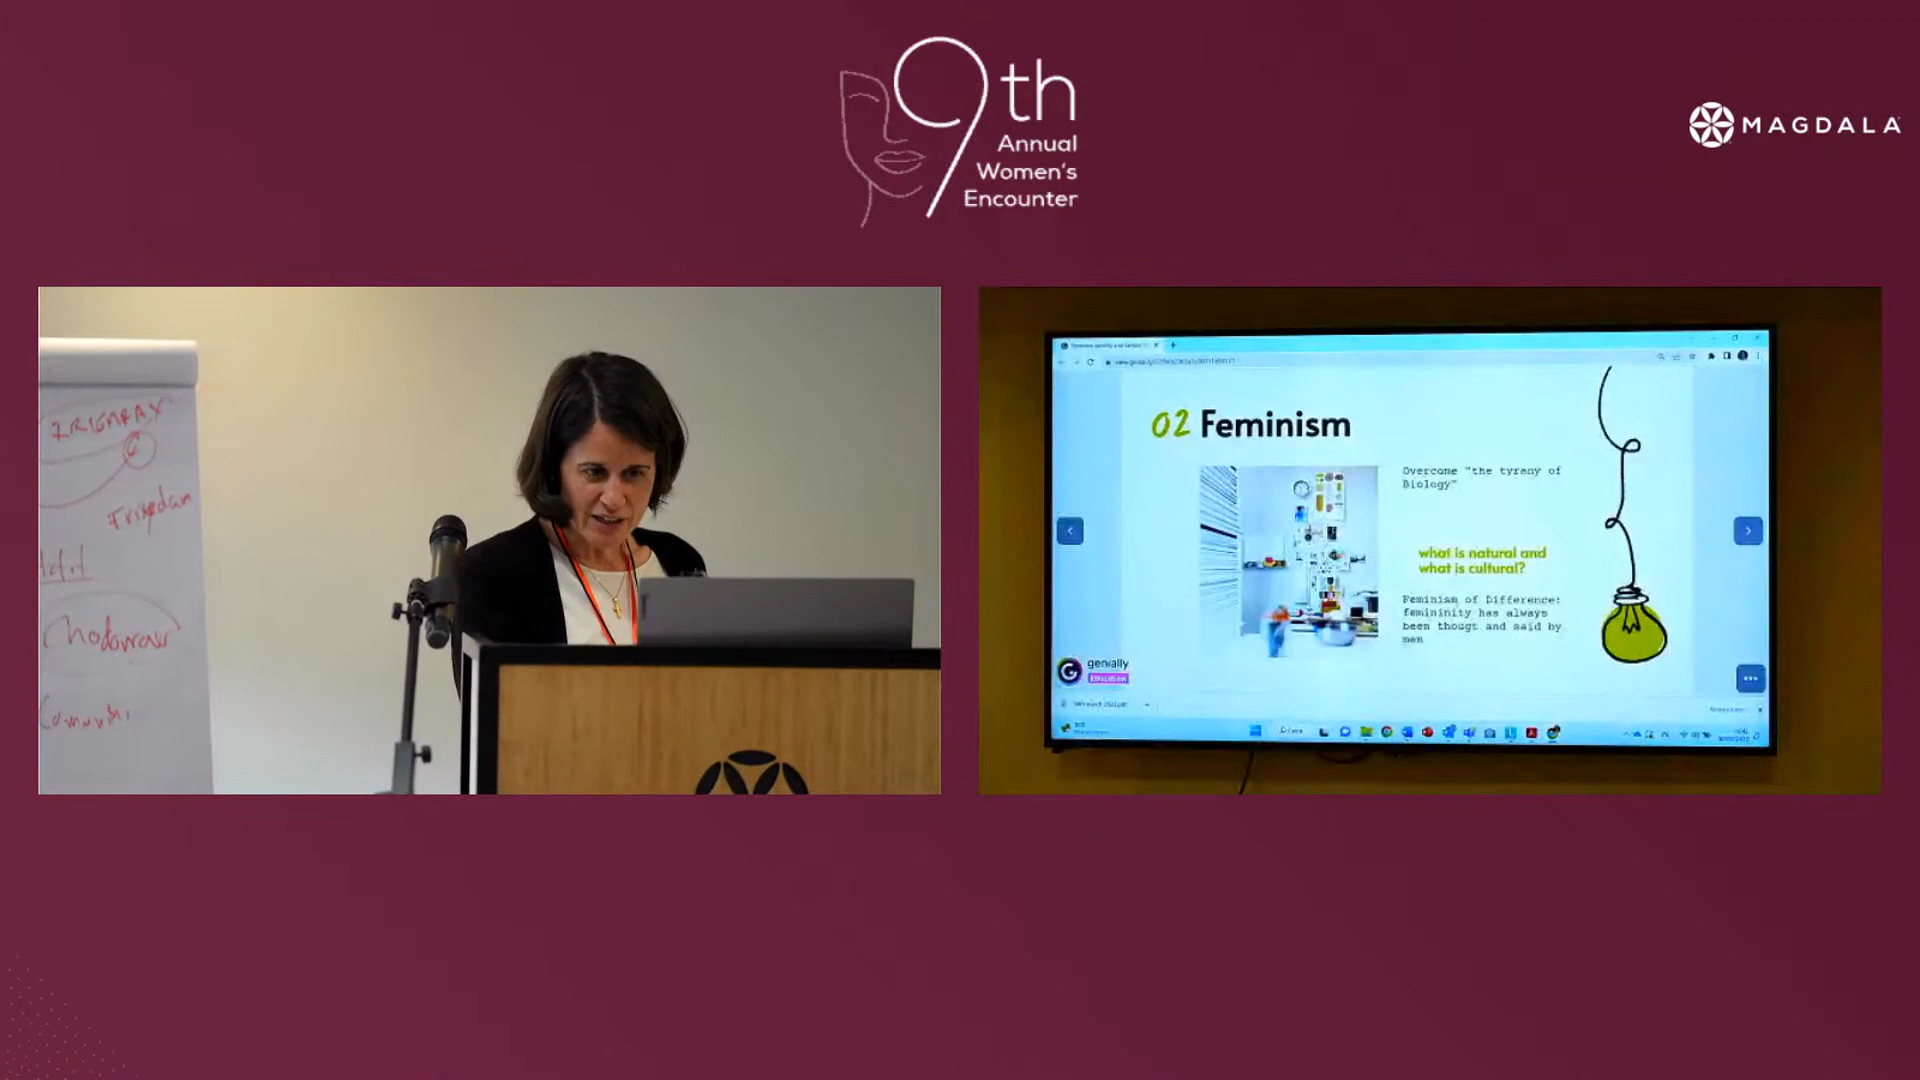 9th
Annual
Women's
Encounter
MAGDALA
IRIGARAY
Friyedan
Chodorow
02 Feminism
Overcome "the tyrany of
Biology"
what is natural and
what is cultural?
Feminism of Difference:
femininity has always
been thougt and said by
men
genially